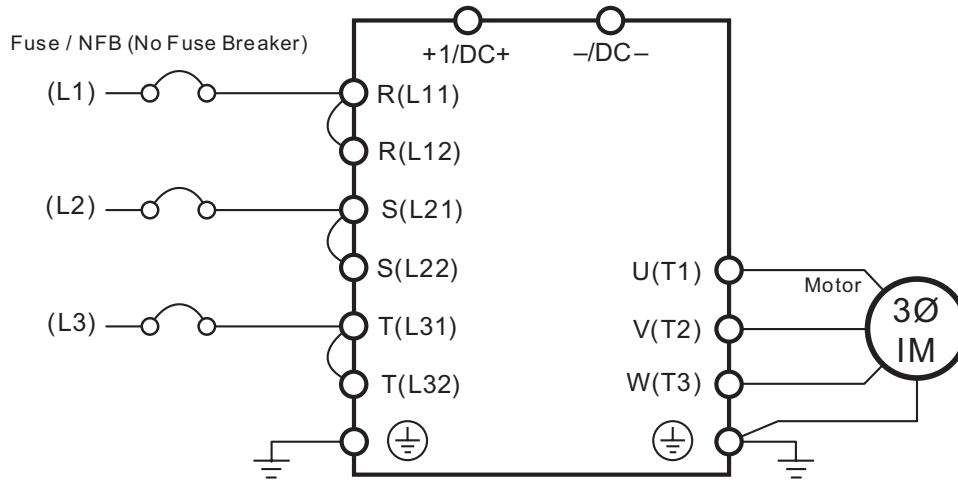 +1/DC+
–/DC–
Fuse / NFB (No Fuse Breaker)
(L1)
R(L11)
R(L12)
(L2)
S(L21)
S(L22)
(L3)
T(L31)
T(L32)
U(T1)
V(T2)
W(T3)
Motor
3Ø
IM